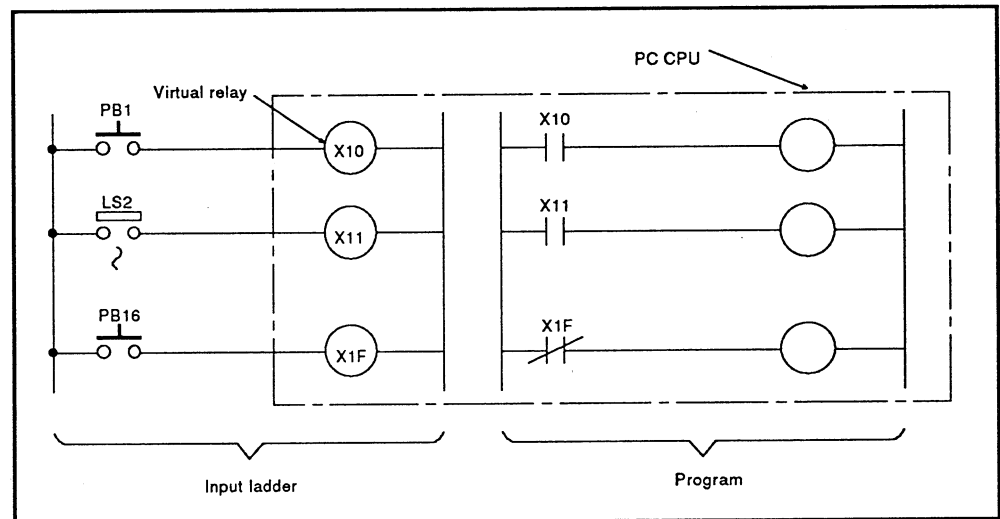 PC CPU
Virtual relay
PB1
X10
X10
LS2
X11
X11
PB16
X1F
X1F
Input ladder
Program